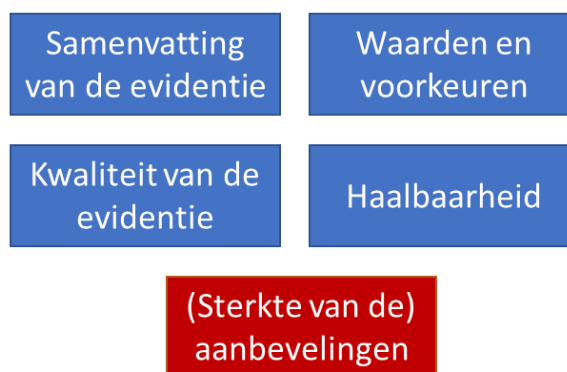 Samenvatting
van de evidentie
Waarden en
voorkeuren
Kwaliteit van de
evidentie
Haalbaarheid
(Sterkte van de)
aanbevelingen